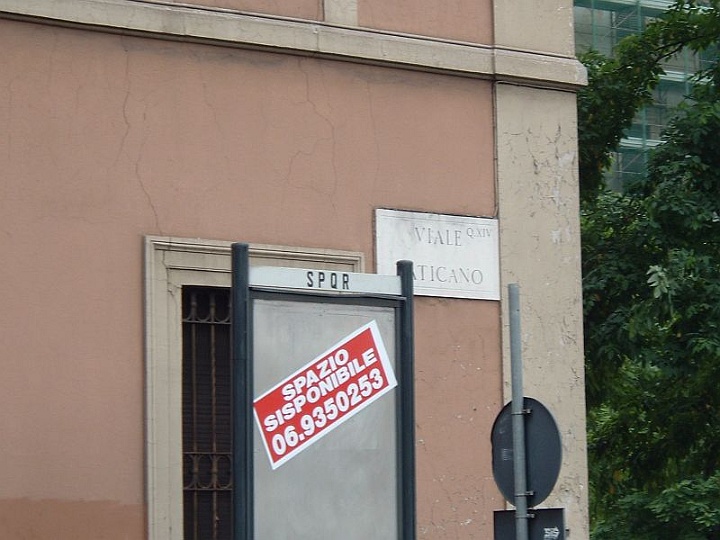 VIALE Q.XIV
ATICANO
SPQR
SPAZIO
SISPONIBILE
06.9350253